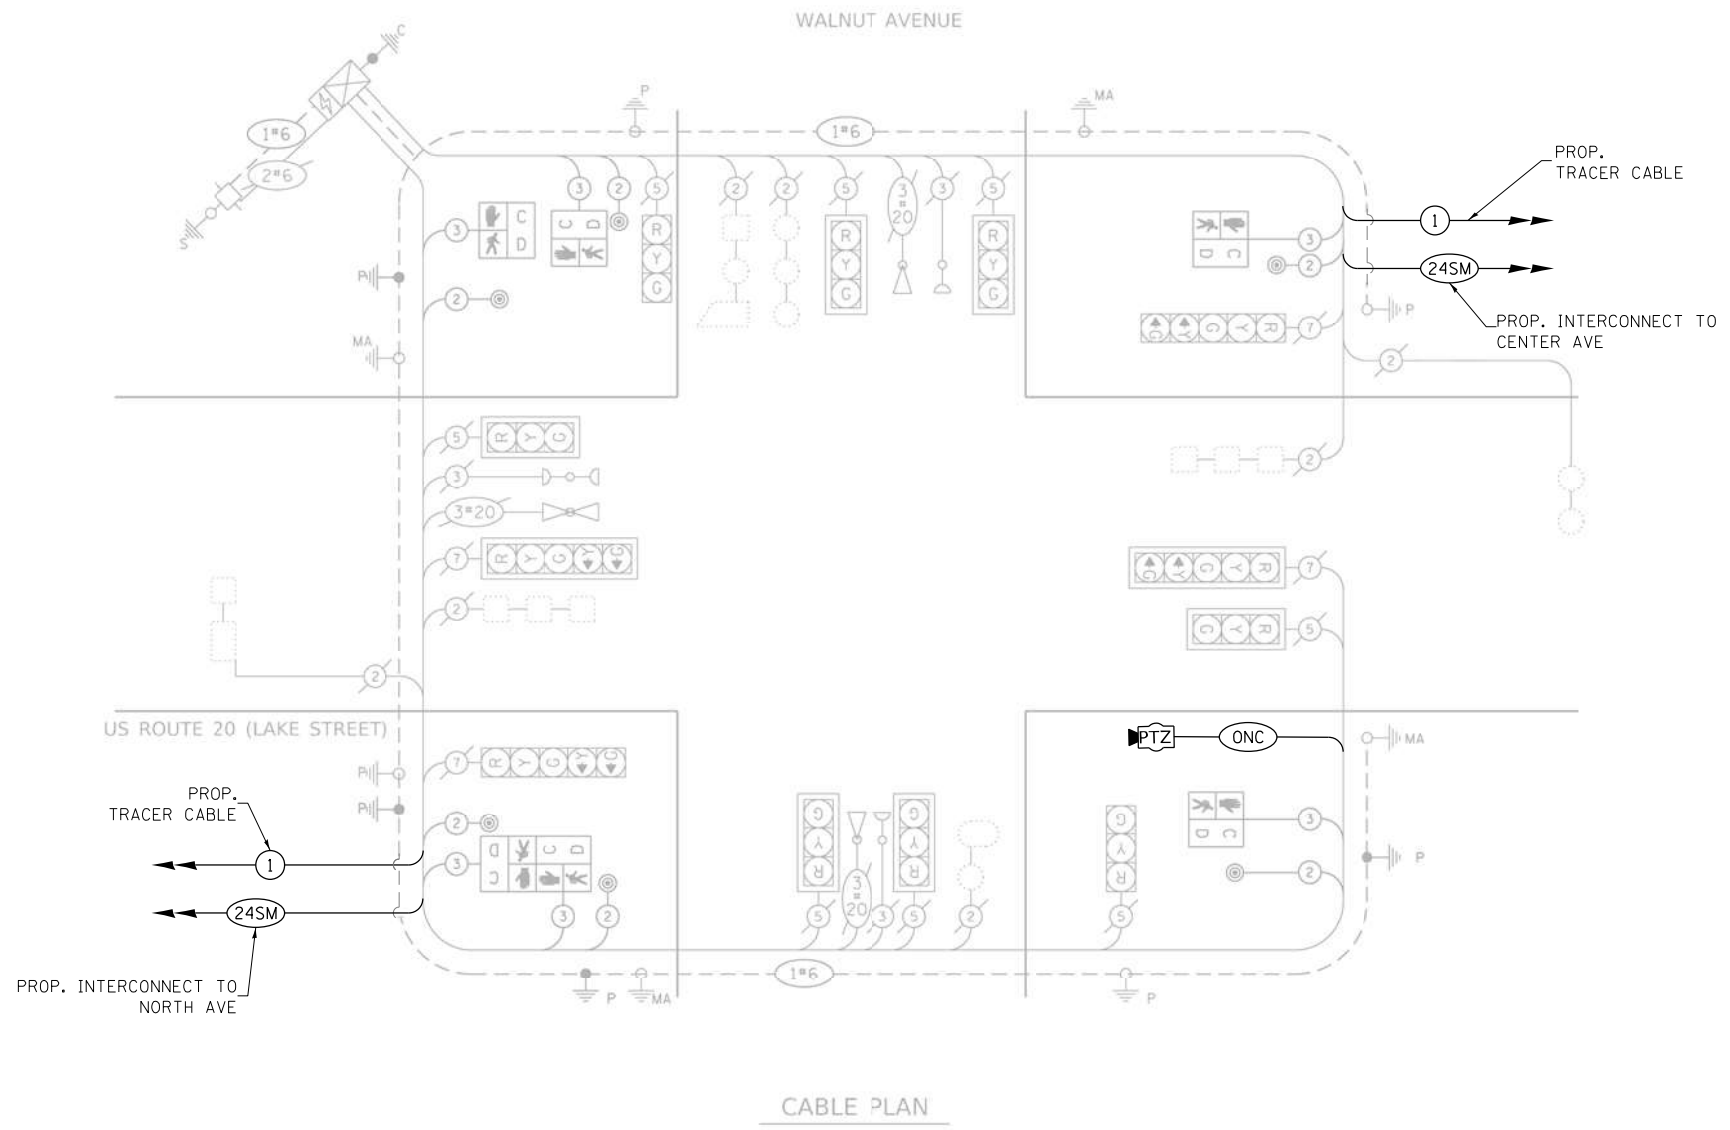 WALNUT AVENUE
C
P
MA
1#6
1#6
2#6
S
PROP.
TRACER CABLE
3
2
5
2
2
5
3
#
20
3
5
1
3
C
D
C
D
R
Y
G
R
Y
G
R
Y
G
D
C
3
2
24SM
P
2
P
PROP. INTERCONNECT TO
CENTER AVE
G Y G Y R
7
MA
2
5
R Y G
2
3
3#20
7
R Y G Y G
G Y G Y R
7
2
G Y R
5
2
US ROUTE 20 (LAKE STREET)
PTZ
ONC
MA
7
R Y G Y G
P
P
PROP.
TRACER CABLE
2
D
C
C
D
G
Y
R
G
Y
R
G
Y
R
D
C
3
1
3
P
3
#
20
2
24SM
3
2
5
3
5
2
5
1#6
PROP. INTERCONNECT TO
NORTH AVE
P
MA
P
CABLE PLAN